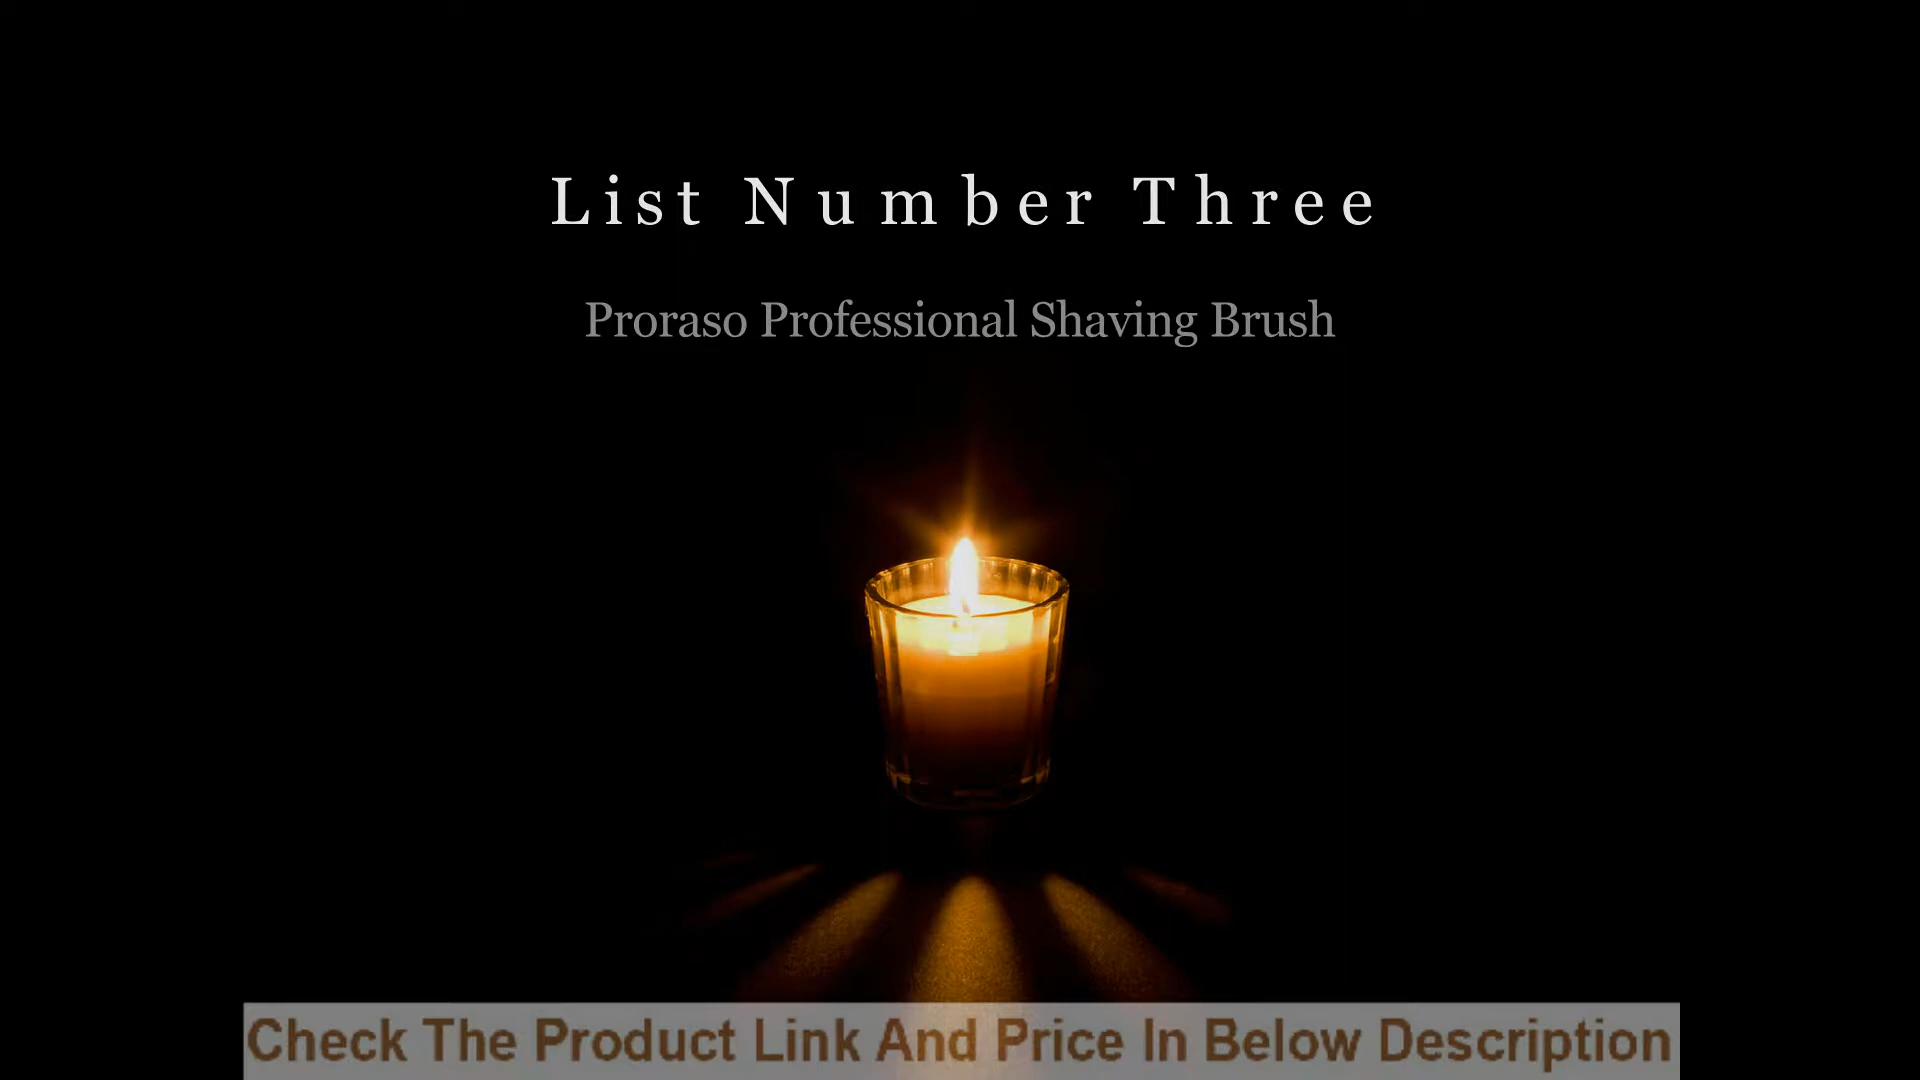 List Number Three
Proraso Professional Shaving Brush
Check The Product Link And Price In Below Description